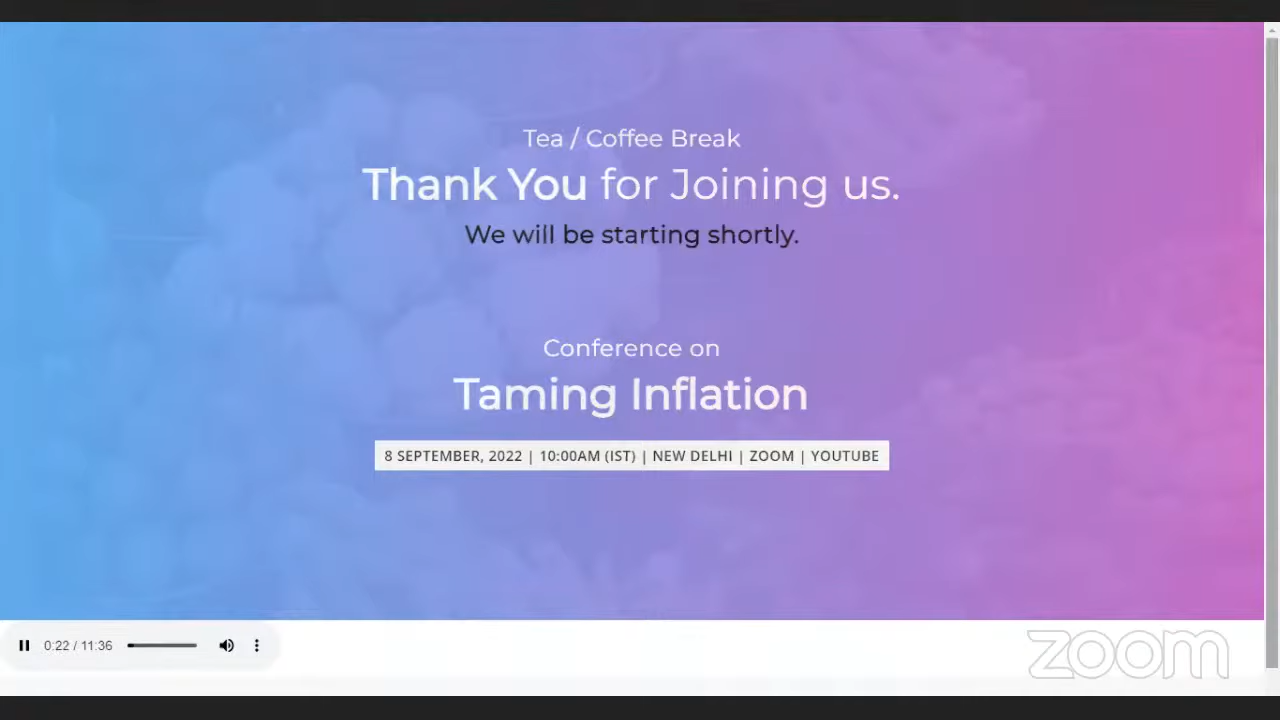 Tea / Coffee Break
Thank You for Joining us.
We will be starting shortly.
Conference on
Taming Inflation
8 SEPTEMBER, 2022 | 10:00AM (IST) | NEW DELHI | ZOOM | YOUTUBE
0:22 / 11:36
zoom